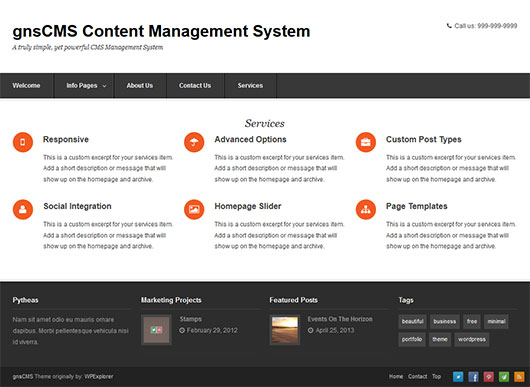 gnsCMS Content Management System
A truly simple, yet powerful CMS Management System
Call us: 999-999-9999
Welcome Info Pages About Us Contact Us Services
Services
Responsive
This is a custom excerpt for your services item.
Add a short description or message that will
show up on the homepage and archive.
Advanced Options
This is a custom excerpt for your services item.
Add a short description or message that will
show up on the homepage and archive.
Custom Post Types
This is a custom excerpt for your services item.
Add a short description or message that will
show up on the homepage and archive.
Social Integration
This is a custom excerpt for your services item.
Add a short description or message that will
show up on the homepage and archive.
Homepage Slider
This is a custom excerpt for your services item.
Add a short description or message that will
show up on the homepage and archive.
Page Templates
This is a custom excerpt for your services item.
Add a short description or message that will
show up on the homepage and archive.
Pytheas
Nam sit amet odio eu mauris ornare
dapibus. Morbi pellentesque vehicula nisi
id viverra.
Marketing Projects
Stamps
February 29, 2012
Featured Posts
Events On The Horizon
April 25, 2013
Tags
beautiful business free minimal
portfolio theme wordpress
gnsCMS Theme originally by: WPExplorer
Home Contact Top